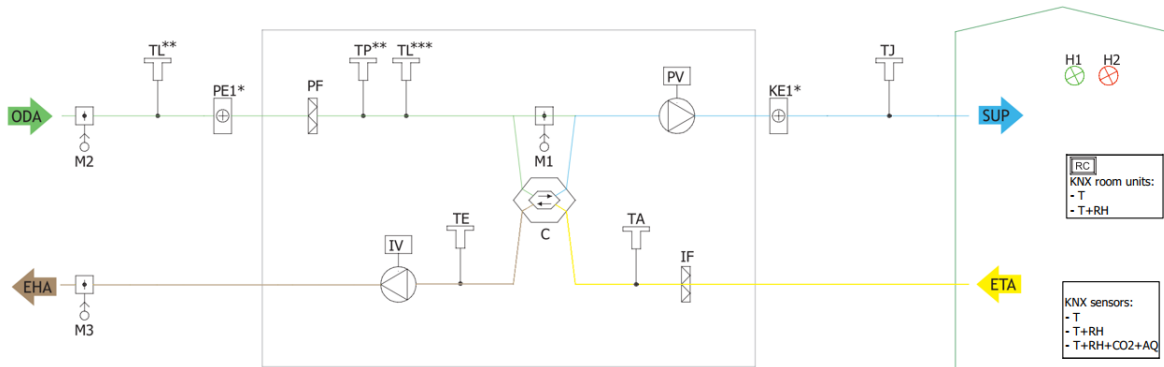 TL**
TP**
TL***
TJ
H1 H2
PE1*
PF
PV
KE1*
ODA
SUP
M2
M1
RC
KNX room units:
- T
- T+RH
TE
C
TA
IV
IF
EHA
ETA
M3
KNX sensors:
- T
- T+RH
- T+RH+CO2+AQ